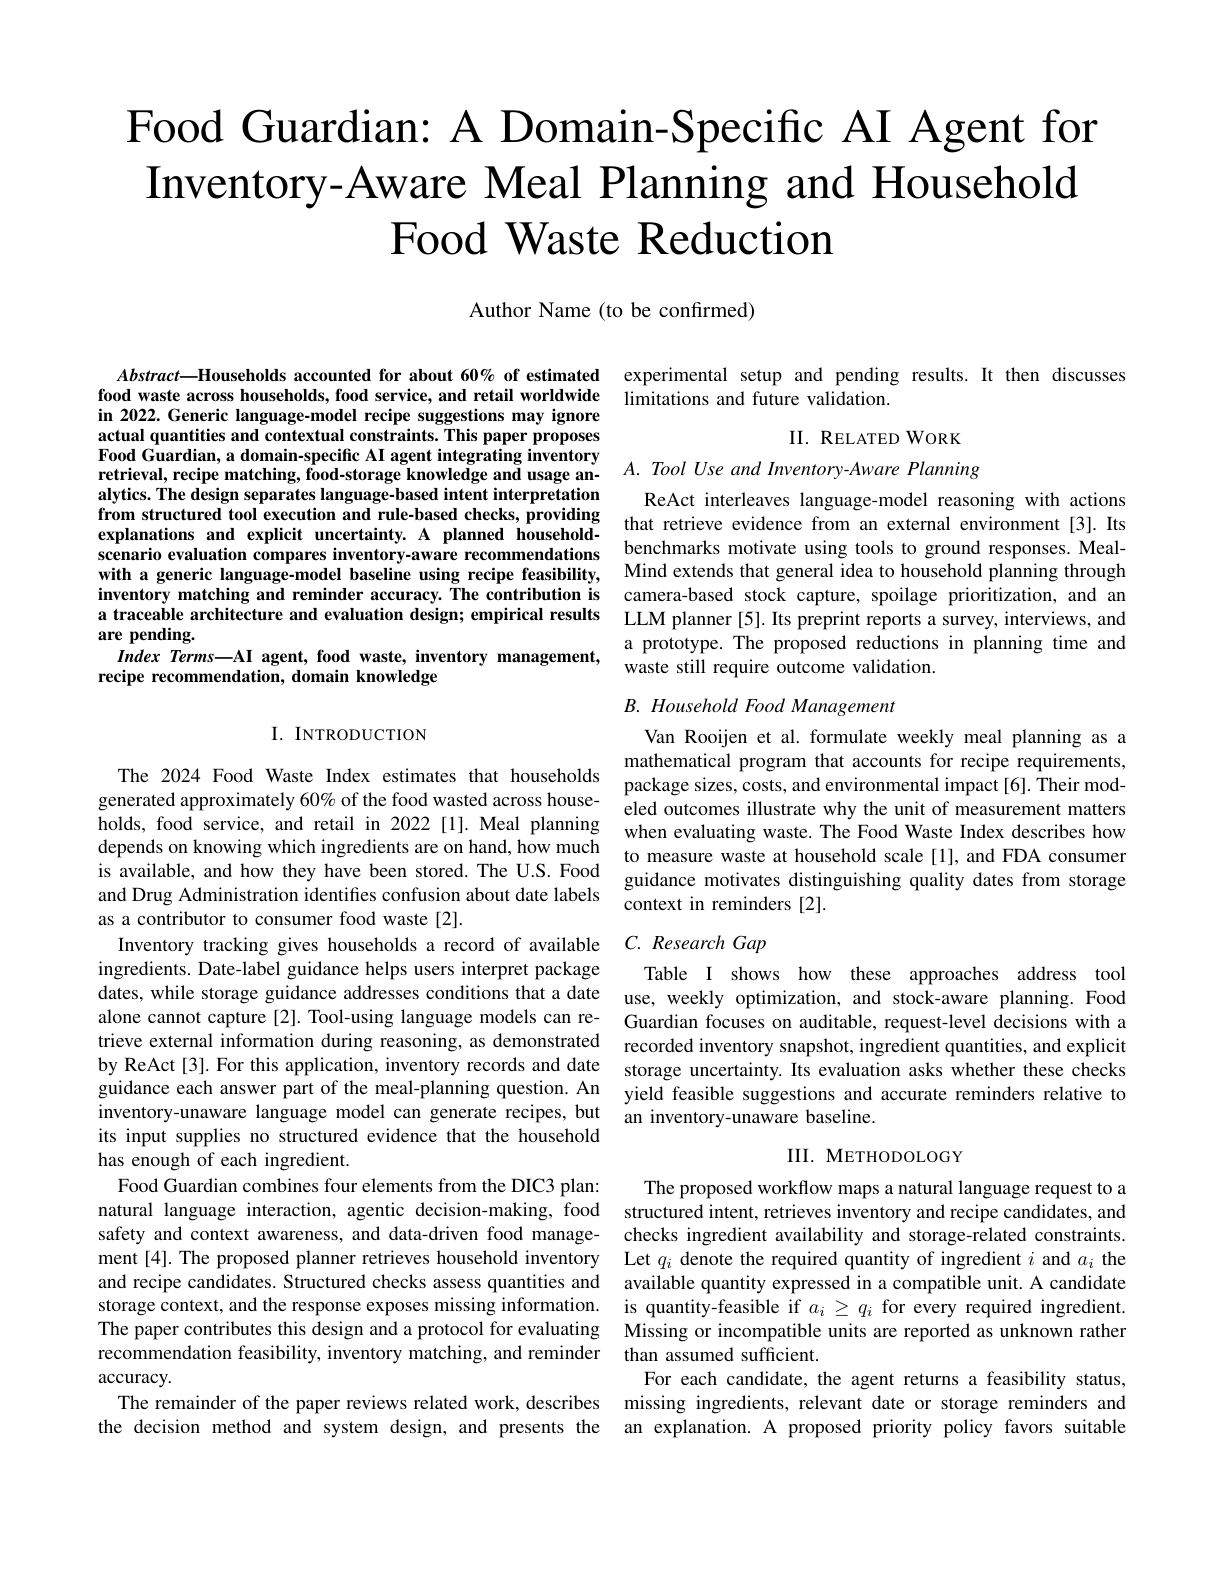 Food Guardian: A Domain-Specific AI Agent for
Inventory-Aware Meal Planning and Household
Food Waste Reduction
Author Name (to be confirmed)
Abstract—Households accounted for about 60% of estimated
food waste across households, food service, and retail worldwide
in 2022. Generic language-model recipe suggestions may ignore
actual quantities and contextual constraints. This paper proposes
Food Guardian, a domain-specific AI agent integrating inventory
retrieval, recipe matching, food-storage knowledge and usage an-
alytics. The design separates language-based intent interpretation
from structured tool execution and rule-based checks, providing
explanations and explicit uncertainty. A planned household-
scenario evaluation compares inventory-aware recommendations
with a generic language-model baseline using recipe feasibility,
inventory matching and reminder accuracy. The contribution is
a traceable architecture and evaluation design; empirical results
are pending.
Index Terms—AI agent, food waste, inventory management,
recipe recommendation, domain knowledge
I. INTRODUCTION
The 2024 Food Waste Index estimates that households
generated approximately 60% of the food wasted across house-
holds, food service, and retail in 2022 [1]. Meal planning
depends on knowing which ingredients are on hand, how much
is available, and how they have been stored. The U.S. Food
and Drug Administration identifies confusion about date labels
as a contributor to consumer food waste [2].
Inventory tracking gives households a record of available
ingredients. Date-label guidance helps users interpret package
dates, while storage guidance addresses conditions that a date
alone cannot capture [2]. Tool-using language models can re-
trieve external information during reasoning, as demonstrated
by ReAct [3]. For this application, inventory records and date
guidance each answer part of the meal-planning question. An
inventory-unaware language model can generate recipes, but
its input supplies no structured evidence that the household
has enough of each ingredient.
Food Guardian combines four elements from the DIC3 plan:
natural language interaction, agentic decision-making, food
safety and context awareness, and data-driven food manage-
ment [4]. The proposed planner retrieves household inventory
and recipe candidates. Structured checks assess quantities and
storage context, and the response exposes missing information.
The paper contributes this design and a protocol for evaluating
recommendation feasibility, inventory matching, and reminder
accuracy.
The remainder of the paper reviews related work, describes
the decision method and system design, and presents the
experimental setup and pending results. It then discusses
limitations and future validation.
II. RELATED WORK
A. Tool Use and Inventory-Aware Planning
ReAct interleaves language-model reasoning with actions
that retrieve evidence from an external environment [3]. Its
benchmarks motivate using tools to ground responses. Meal-
Mind extends that general idea to household planning through
camera-based stock capture, spoilage prioritization, and an
LLM planner [5]. Its preprint reports a survey, interviews, and
a prototype. The proposed reductions in planning time and
waste still require outcome validation.
B. Household Food Management
Van Rooijen et al. formulate weekly meal planning as a
mathematical program that accounts for recipe requirements,
package sizes, costs, and environmental impact [6]. Their mod-
eled outcomes illustrate why the unit of measurement matters
when evaluating waste. The Food Waste Index describes how
to measure waste at household scale [1], and FDA consumer
guidance motivates distinguishing quality dates from storage
context in reminders [2].
C. Research Gap
Table I shows how these approaches address tool
use, weekly optimization, and stock-aware planning. Food
Guardian focuses on auditable, request-level decisions with a
recorded inventory snapshot, ingredient quantities, and explicit
storage uncertainty. Its evaluation asks whether these checks
yield feasible suggestions and accurate reminders relative to
an inventory-unaware baseline.
III. METHODOLOGY
The proposed workflow maps a natural language request to a
structured intent, retrieves inventory and recipe candidates, and
checks ingredient availability and storage-related constraints.
Let q_i denote the required quantity of ingredient i and a_i the
available quantity expressed in a compatible unit. A candidate
is quantity-feasible if a_i ≥ q_i for every required ingredient.
Missing or incompatible units are reported as unknown rather
than assumed sufficient.
For each candidate, the agent returns a feasibility status,
missing ingredients, relevant date or storage reminders and
an explanation. A proposed priority policy favors suitable